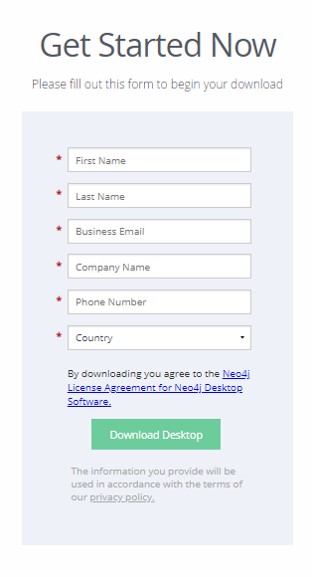 Get Started Now
Please fill out this form to begin your download
* First Name
* Last Name
* Business Email
* Company Name
* Phone Number
* Country
By downloading you agree to the Neo4j
License Agreement for Neo4j Desktop
Software.
Download Desktop
The information you provide will be
used in accordance with the terms of
our privacy policy.